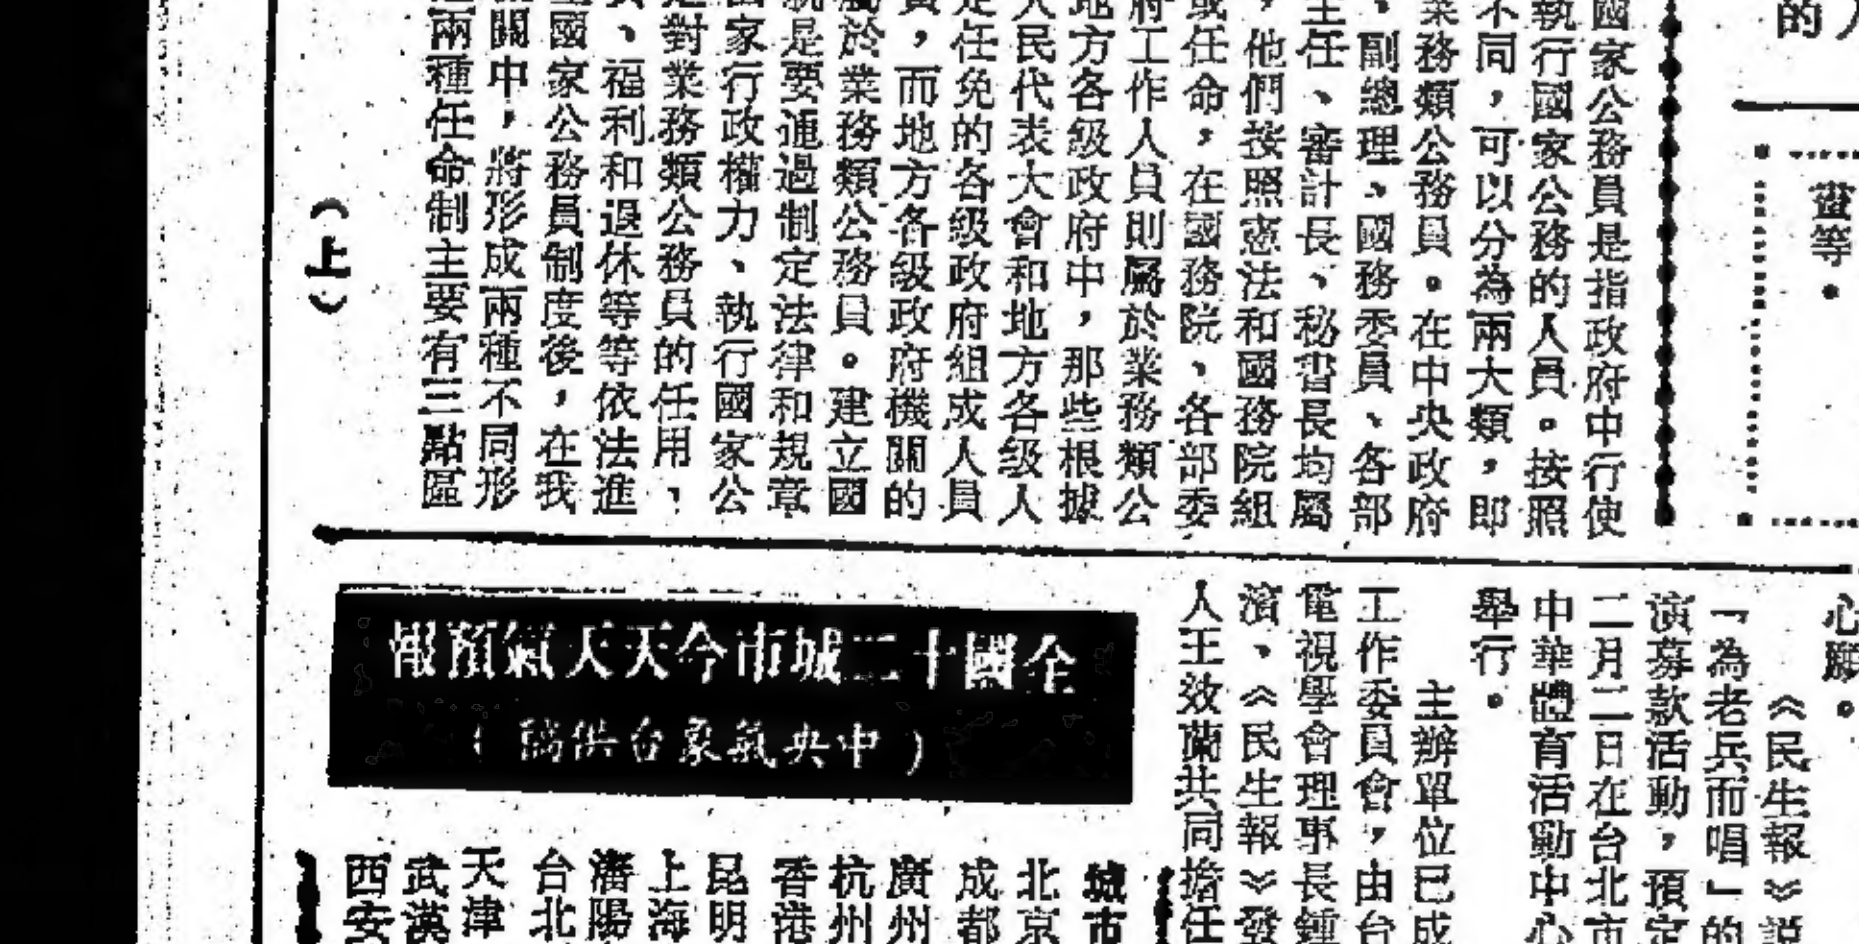 的
蛮等。
國家公務員是指政府中行使
執行國家公務的人員。按照
不同，可以分為兩大類，即
業務類公務員。在中央政府
、副總理、國務委員、各部
主任、審計長、秘書長均屬
，他們按照憲法和國務院組
或任命，在國務院、各部委
府工作人員則屬於業務類公
地方各級政府中，那些根據
人民代表大會和地方各级人
定任免的各級政府組成人員
員，而地方各級政府機關的
屬於業務類公務員。建立國
就是要通過制定法律和規章
國家行政權力、執行國家公
是對業務類公務員的任用、
、福利和退休等等依法進
國家公務員制度後，在我
關中，將形成兩種不同形
兩種任命制主要有三點區
（上）
心願。
《民生報》説
「為老兵而唱」的
演募款活動，預定
二月二日在台北市
中華體育活動中心
舉行。
主辦單位已成
工作委員會，由台
電視學會理事長鍾
濱、《民生報》發
人王效蘭共同擔任
全國十二城市今天天氣預報
（中央氣象台供稿）
城市
北京
成都
廣州
杭州
香港
昆明
上海
瀋陽
台北
天津
武漢
西安